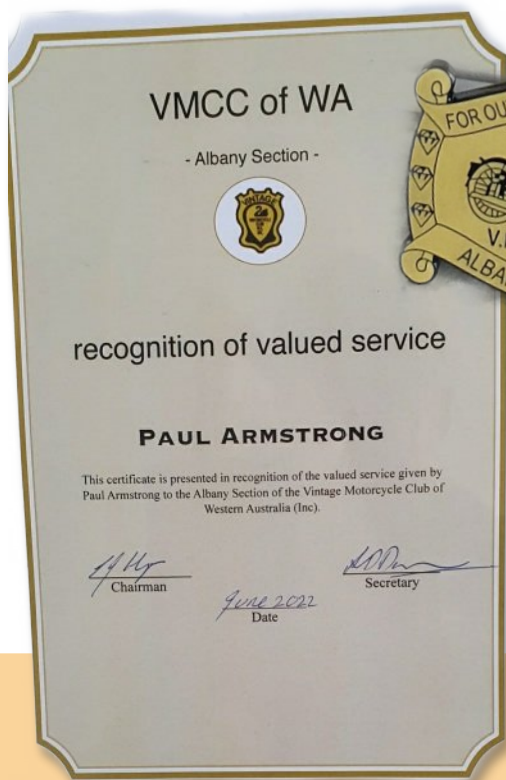 VMCC of WA
- Albany Section -
VINTAGE
recognition of valued service
PAUL ARMSTRONG
This certificate is presented in recognition of the valued service given by
Paul Armstrong to the Albany Section of the Vintage Motorcycle Club of
Western Australia (Inc).
Chairman
Secretary
June 2022
Date
FOR OU
V.
ALBA